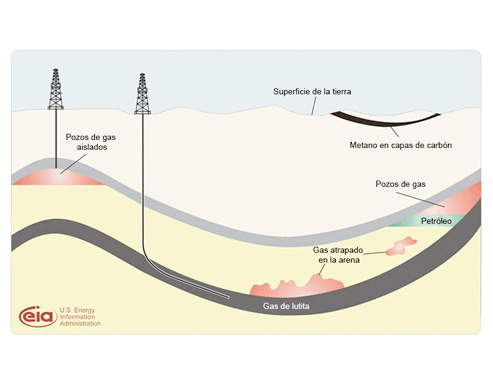 Superficie de la tierra
Pozos de gas
aislados
Metano en capas de carbón
Pozos de gas
Petróleo
Gas atrapado
en la arena
Gas de lutita
eia
U.S. Energy
Information
Administration